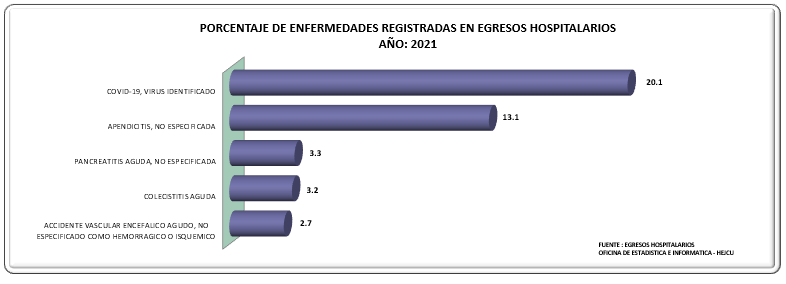 PORCENTAJE DE ENFERMEDADES REGISTRADAS EN EGRESOS HOSPITALARIOS
AÑO: 2021
COVID-19, VIRUS IDENTIFICADO
20.1
APENDICITIS, NO ESPECIFICADA
13.1
PANCREATITIS AGUDA, NO ESPECIFICADA
3.3
COLECISTITIS AGUDA
3.2
ACCIDENTE VASCULAR ENCEFALICO AGUDO, NO
ESPECIFICADO COMO HEMORRAGICO O ISQUEMICO
2.7
FUENTE : EGRESOS HOSPITALARIOS
OFICINA DE ESTADISTICA E INFORMATICA - HEJCU